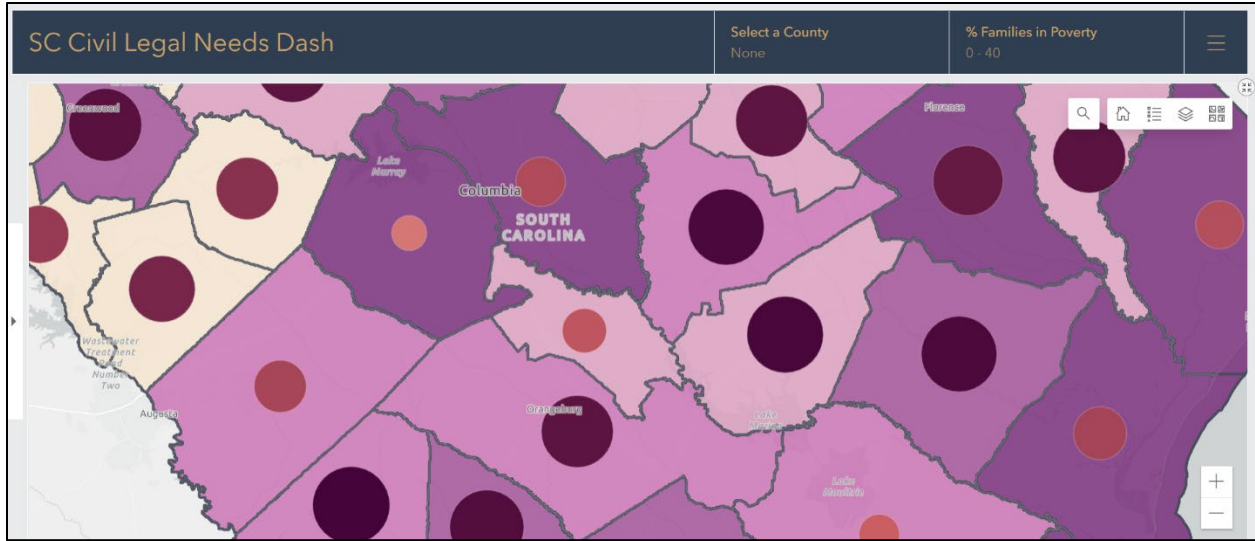 SC Civil Legal Needs Dash
Select a County
None
% Families in Poverty
0 - 40
Greenwood
Florence
Lake
Murray
Columbia
SOUTH
CAROLINA
Wastewater
Treatment
Road
Number
Two
Augusta
Orangeburg
Lake
Marion
Lake
Moultrie